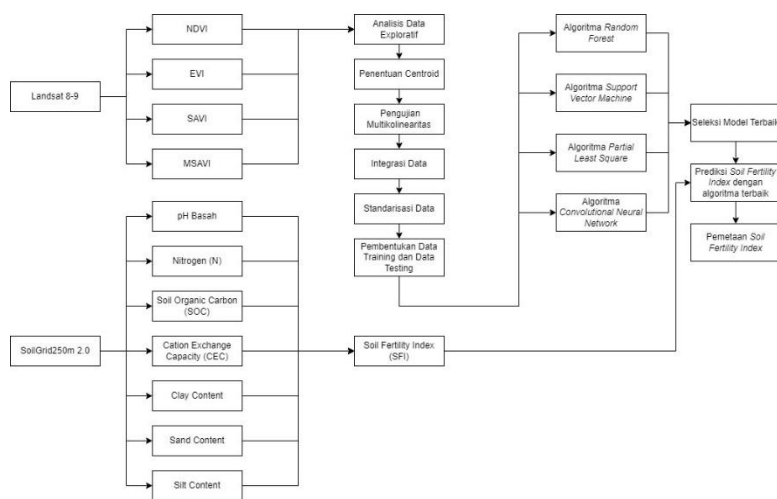 Landsat 8-9
NDVI
EVI
SAVI
MSAVI
Analisis Data
Exploratif
Penentuan Centroid
Pengujian
Multikolinearitas
Integrasi Data
Standarisasi Data
Pembentukan Data
Training dan Data
Testing
Algoritma Random
Forest
Algoritma Support
Vector Machine
Algoritma Partial
Least Square
Algoritma
Convolutional Neural
Network
Seleksi Model Terbaik
Prediksi Soil Fertility
Index dengan
algoritma terbaik
Pemetaan Soil
Fertility Index
SoilGrid250m 2.0
pH Basah
Nitrogen (N)
Soil Organic Carbon
(SOC)
Cation Exchange
Capacity (CEC)
Clay Content
Sand Content
Silt Content
Soil Fertility Index
(SFI)